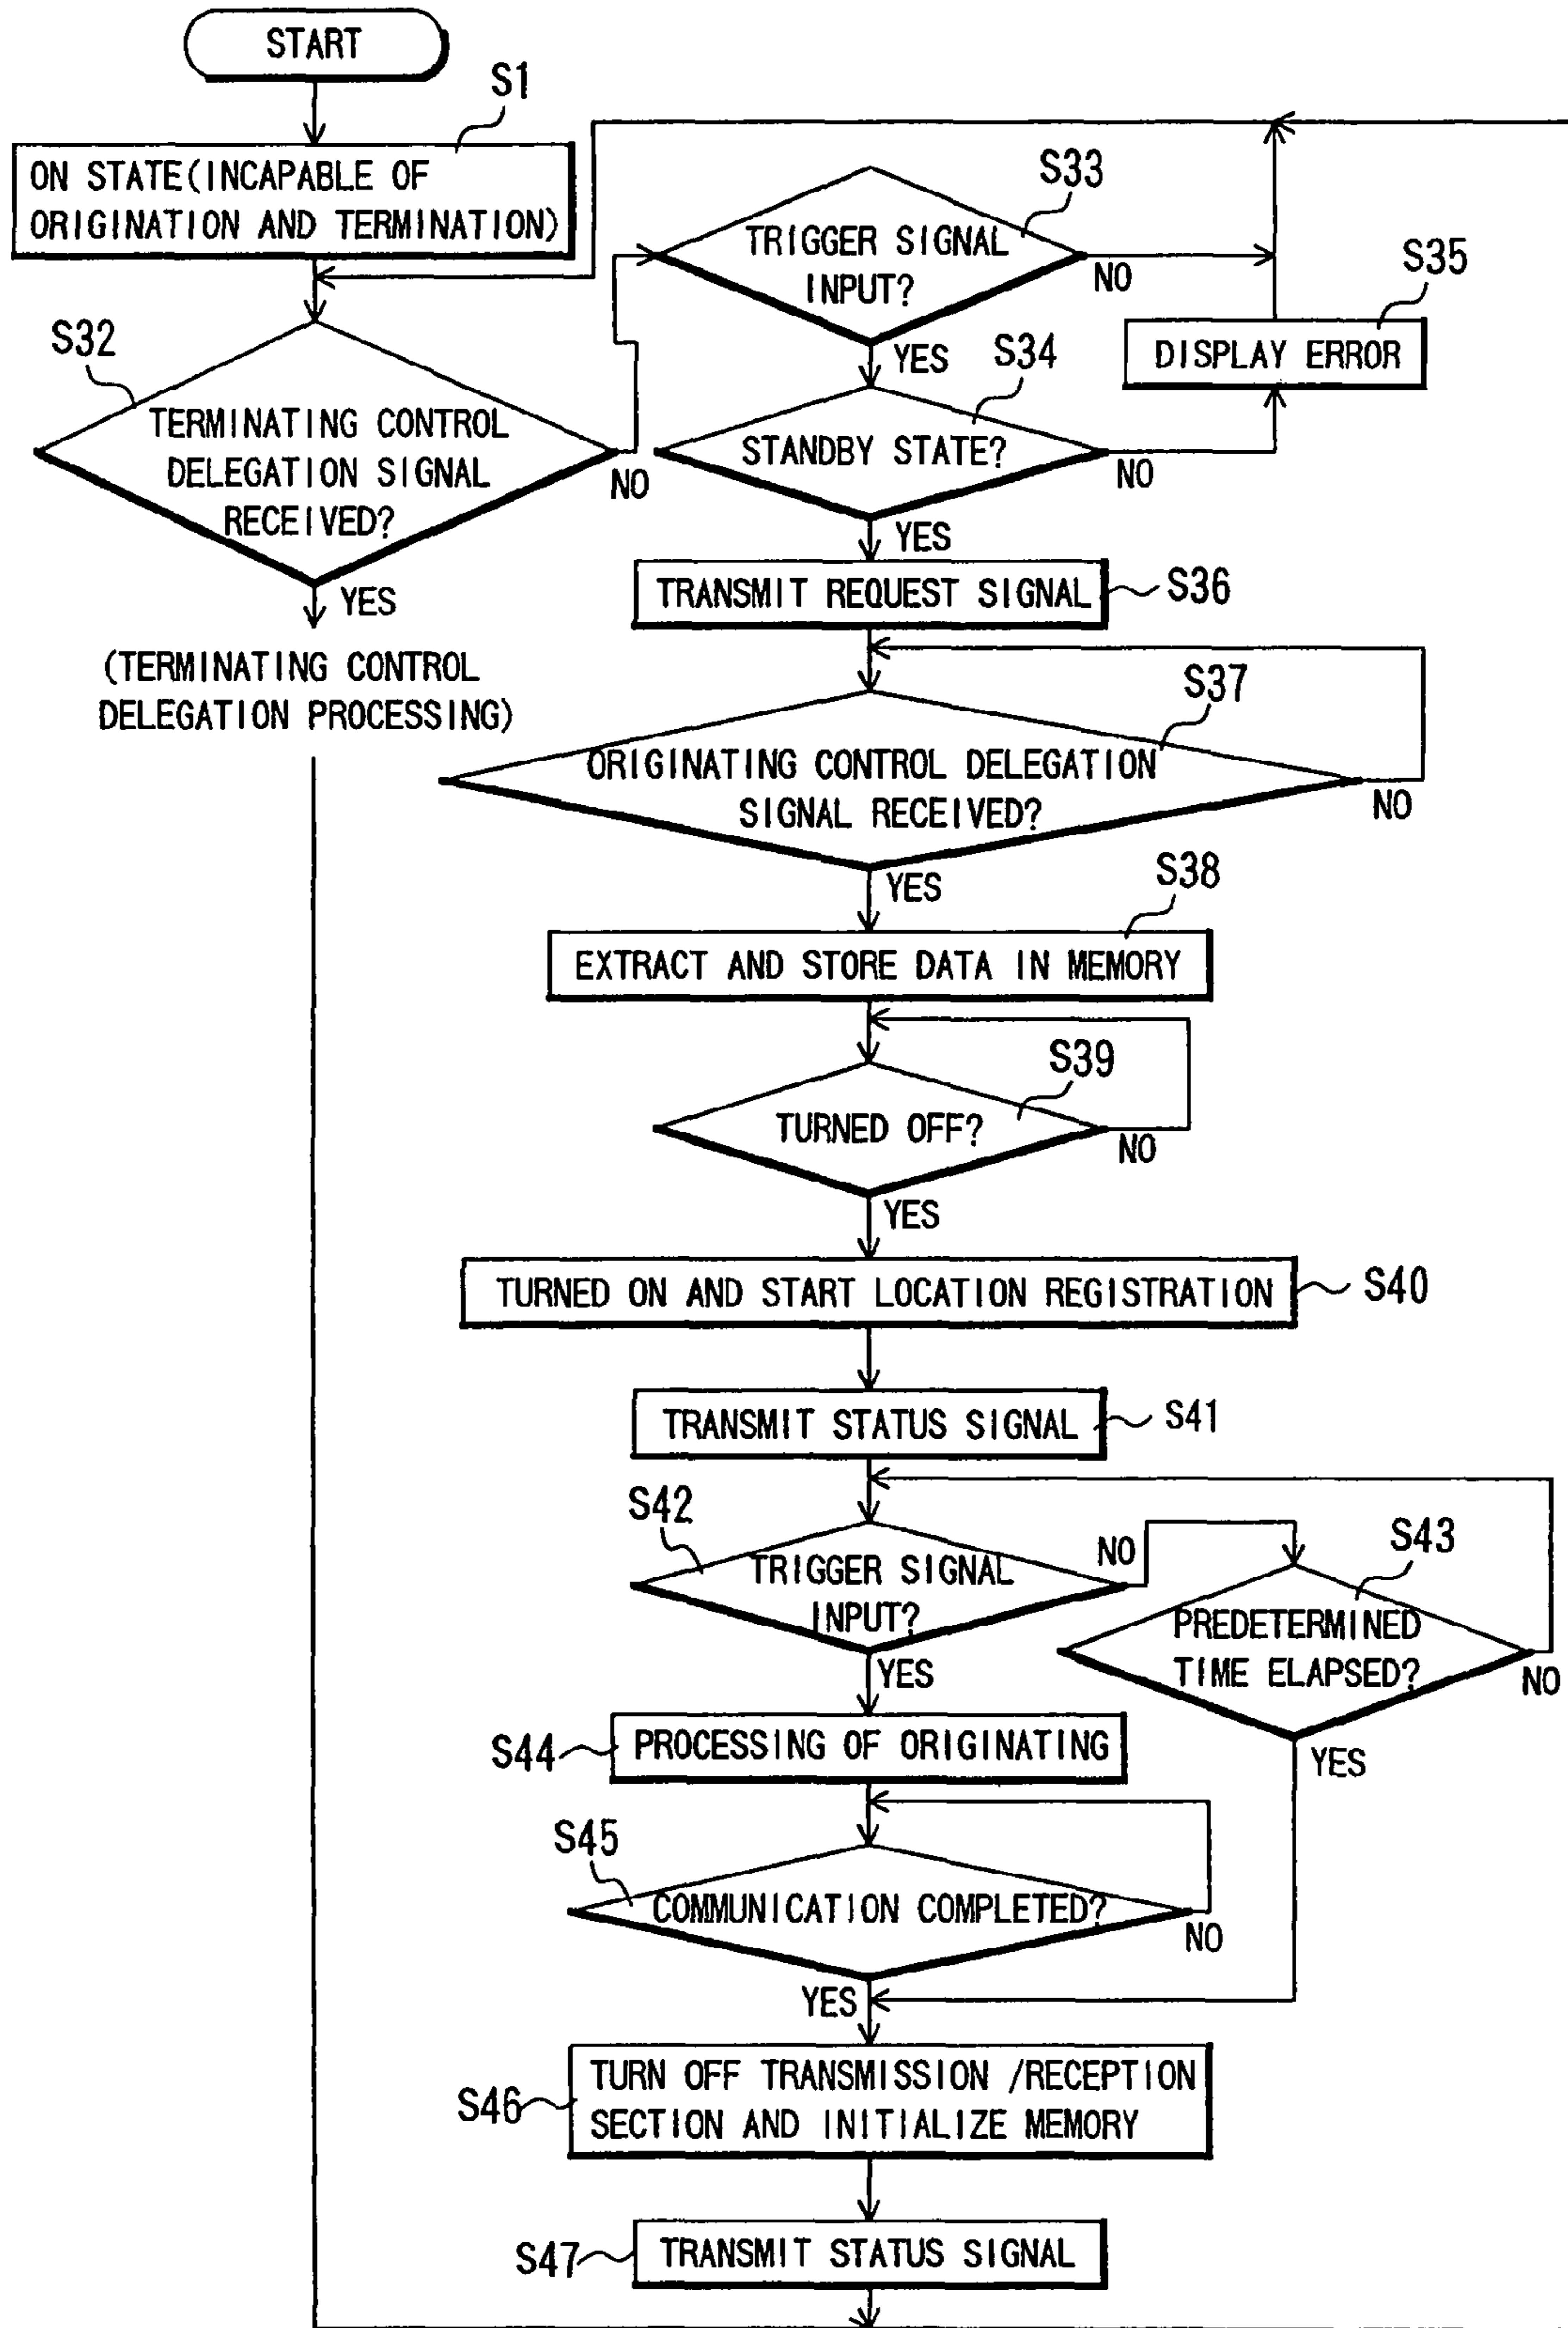 START
S1
ON STATE(INCAPABLE OF
ORIGINATION AND TERMINATION)
S32
TERMINATING CONTROL
DELEGATION SIGNAL
RECEIVED?
NO
YES
(TERMINATING CONTROL
DELEGATION PROCESSING)
S33
TRIGGER SIGNAL
INPUT?
NO
YES
S34
STANDBY STATE?
NO
YES
S35
DISPLAY ERROR
TRANSMIT REQUEST SIGNAL
S36
S37
ORIGINATING CONTROL DELEGATION
SIGNAL RECEIVED?
NO
YES
S38
EXTRACT AND STORE DATA IN MEMORY
S39
TURNED OFF?
NO
YES
TURNED ON AND START LOCATION REGISTRATION
S40
TRANSMIT STATUS SIGNAL
S41
S42
TRIGGER SIGNAL
INPUT?
NO
YES
S43
PREDETERMINED
TIME ELAPSED?
NO
YES
S44
PROCESSING OF ORIGINATING
S45
COMMUNICATION COMPLETED?
NO
YES
S46
TURN OFF TRANSMISSION /RECEPTION
SECTION AND INITIALIZE MEMORY
S47
TRANSMIT STATUS SIGNAL